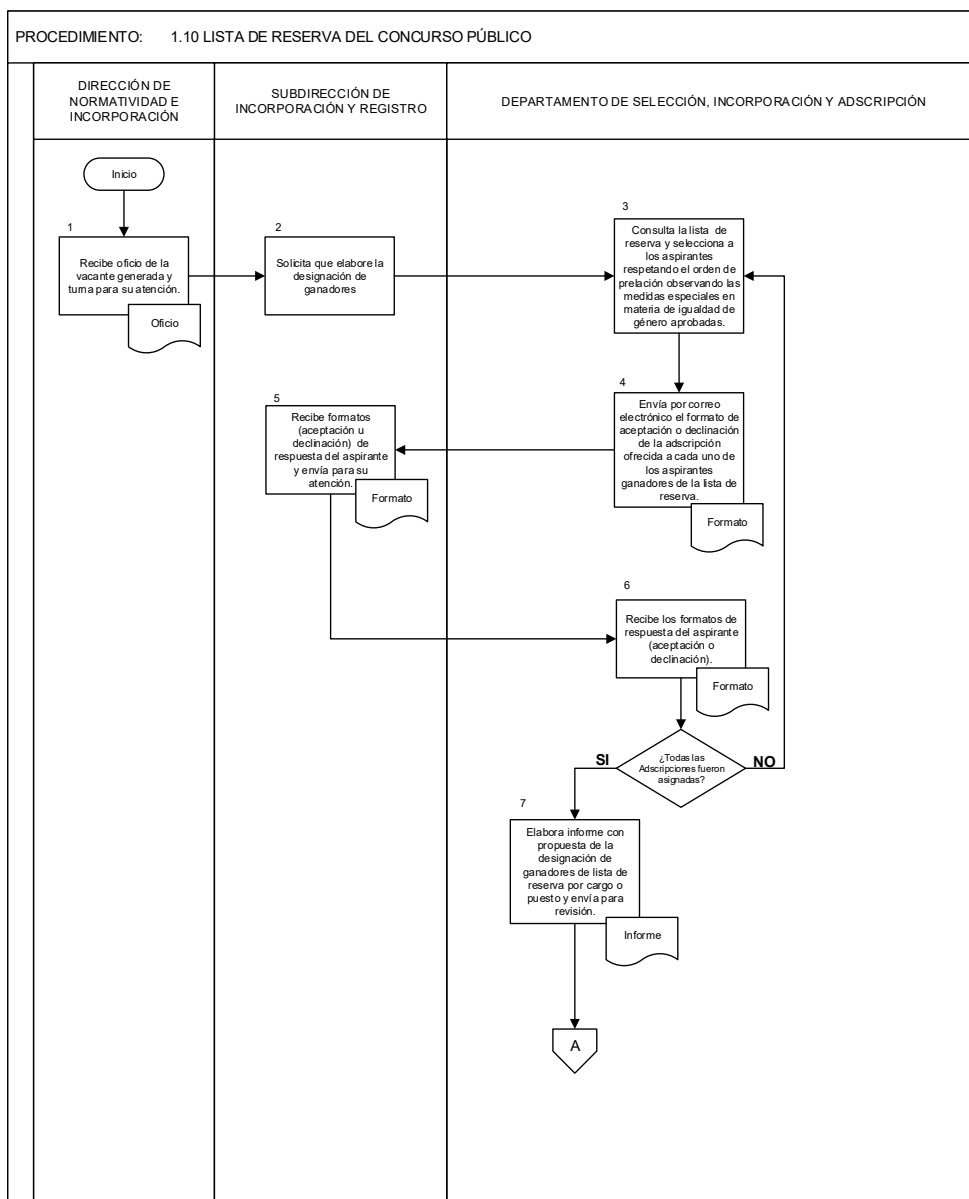 PROCEDIMIENTO: 1.10 LISTA DE RESERVA DEL CONCURSO PÚBLICO
DIRECCIÓN DE
NORMATIVIDAD E
INCORPORACIÓN
SUBDIRECCIÓN DE
INCORPORACIÓN Y REGISTRO
DEPARTAMENTO DE SELECCIÓN, INCORPORACIÓN Y ADSCRIPCIÓN
Inicio
1
Recibe oficio de la
vacante generada y
turna para su atención.
Oficio
2
Solicita que elabore la
designación de
ganadores
3
Consulta la lista de
reserva y selecciona a
los aspirantes
respetando el orden de
prelación observando las
medidas especiales en
materia de igualdad de
género aprobadas.
4
Envía por correo
electrónico el formato de
aceptación o declinación
de la adscripción
ofrecida a cada uno de
los aspirantes
ganadores de la lista de
reserva.
Formato
5
Recibe formatos
(aceptación u
declinación) de
respuesta del aspirante
y envía para su
atención.
Formato
6
Recibe los formatos de
respuesta del aspirante
(aceptación o
declinación).
Formato
¿Todas las
Adscripciones fueron
asignadas?
SI
NO
7
Elabora informe con
propuesta de la
designación de
ganadores de lista de
reserva por cargo o
puesto y envía para
revisión.
Informe
A